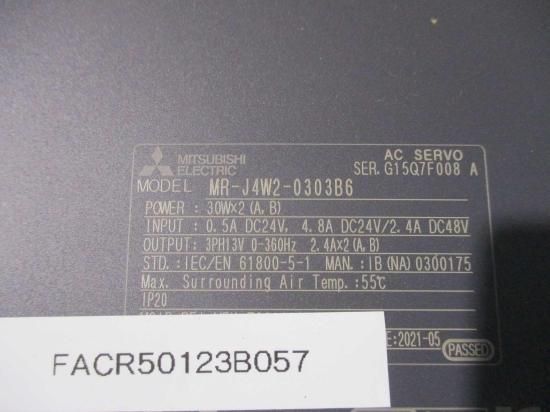 MITSUBISHI
ELECTRIC
AC SERVO
SER. G15Q7F008 A
MODEL MR-J4W2-0303B6
POWER : 30W×2 (A, B)
INPUT : 0.5A DC24V, 4.8A DC24V/2.4A DC48V
OUTPUT: 3PH13V 0-360Hz 2.4A×2 (A, B)
STD. : IEC/EN 61800-5-1 MAN. : IB (NA) 0300175
Max. Surrounding Air Temp. :55℃
IP20
E:2021-05
PASSED
FACR50123B057